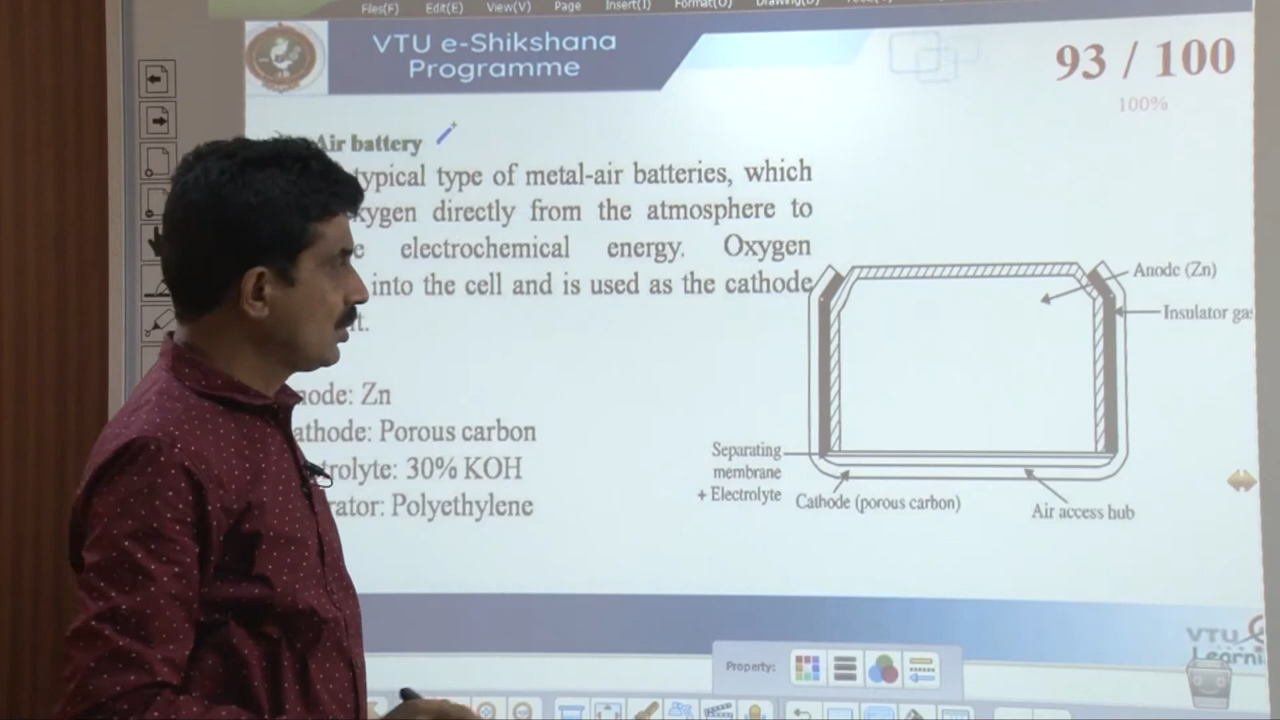 Files(F) Edit(E) View(V) Page Insert(I) Format(O) Drawing(D)
VTU e-Shikshana
Programme
93 / 100
100%
Air battery
typical type of metal-air batteries, which
xygen directly from the atmosphere to
e electrochemical energy. Oxygen
into the cell and is used as the cathode
t.
node: Zn
athode: Porous carbon
trolyte: 30% KOH
rator: Polyethylene
Anode (Zn)
Insulator gas
Separating
membrane
+ Electrolyte
Cathode (porous carbon)
Air access hub
VTU
Learni
Property: